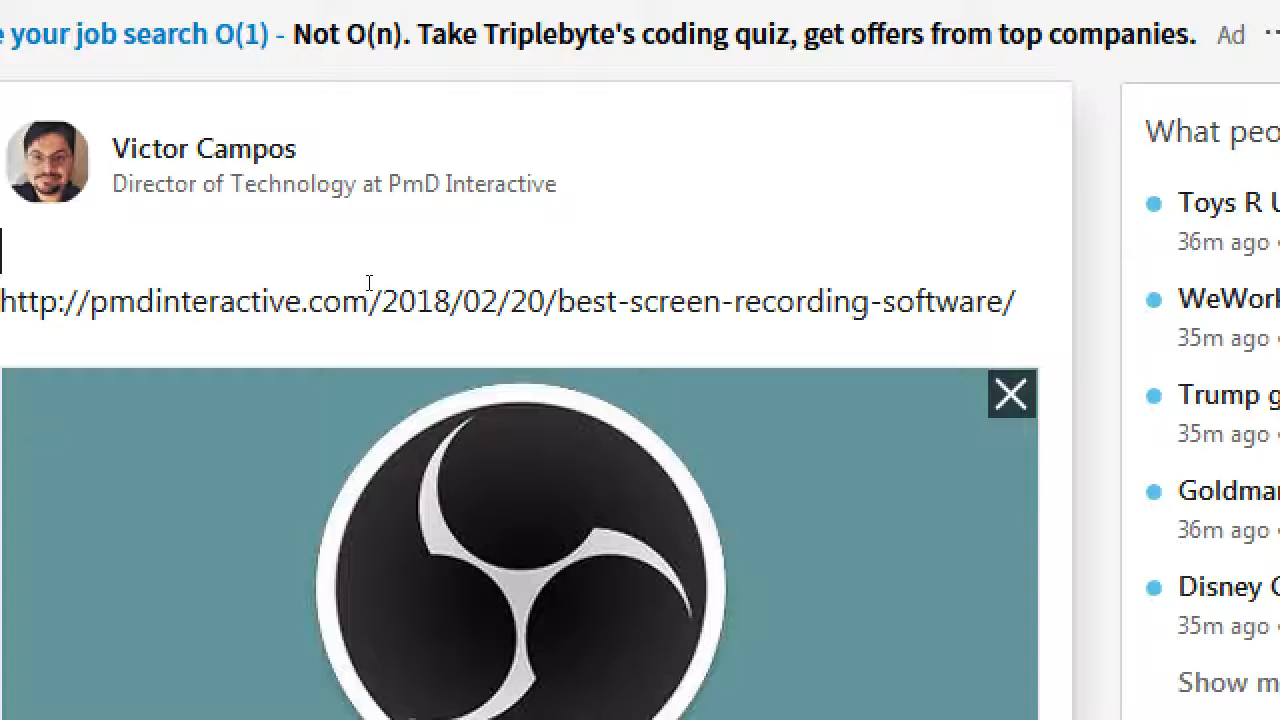 your job search O(1) - Not O(n). Take Triplebyte's coding quiz, get offers from top companies. Ad
Victor Campos
Director of Technology at PmD Interactive
http://pmdinteractive.com/2018/02/20/best-screen-recording-software/
What
Toys R
36m ago
WeWork
35m ago
Trump
35m ago
Goldman
36m ago
Disney
35m ago
Show